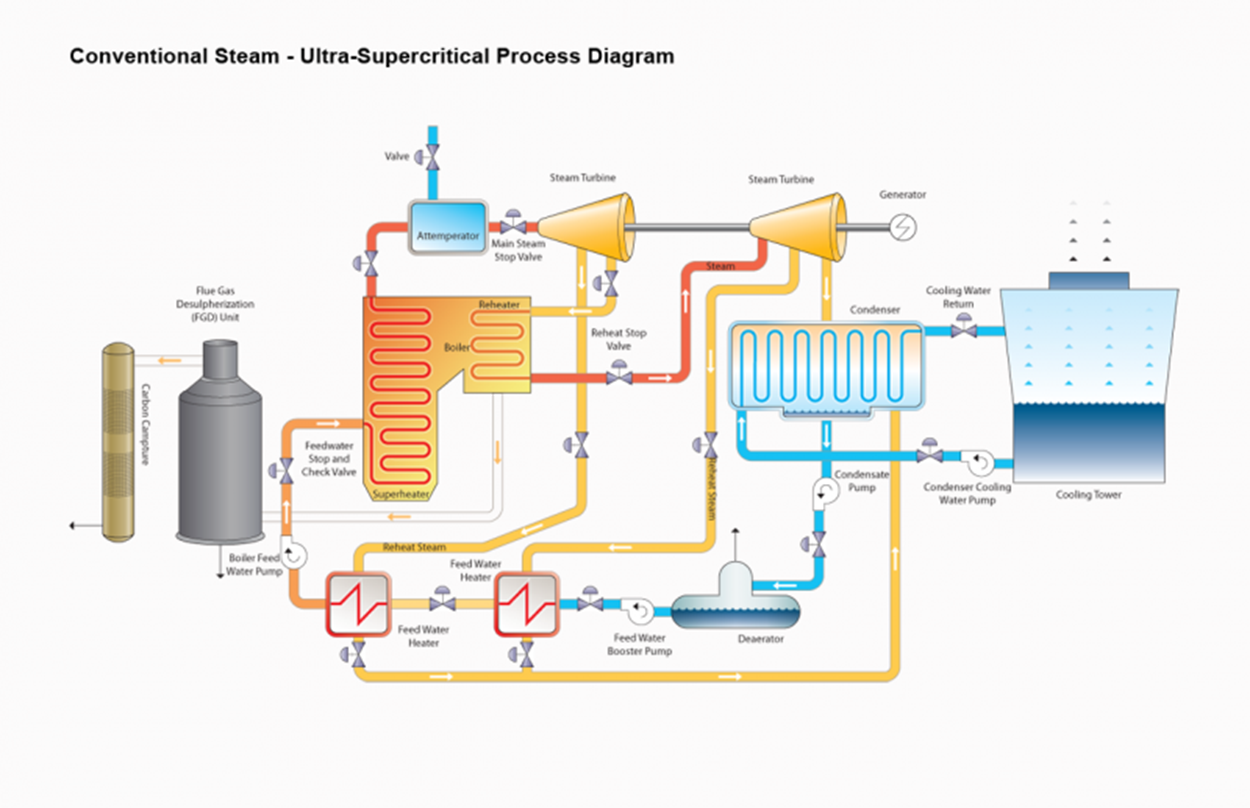 Conventional Steam - Ultra-Supercritical Process Diagram
Valve
Steam Turbine
Steam Turbine
Generator
Attemperator
Main Steam
Stop Valve
Steam
Cooling Water
Return
Flue Gas
Desulpherization
(FGD) Unit
Reheater
Boiler
Reheat Stop
Valve
Condenser
Carbon Campture
Feedwater
Stop and
Check Valve
Superheater
Reheat Steam
Condensate
Pump
Condenser Cooling
Water Pump
Cooling Tower
Boiler Feed
Water Pump
Reheat Steam
Feed Water
Heater
Feed Water
Heater
Feed Water
Booster Pump
Deaerator